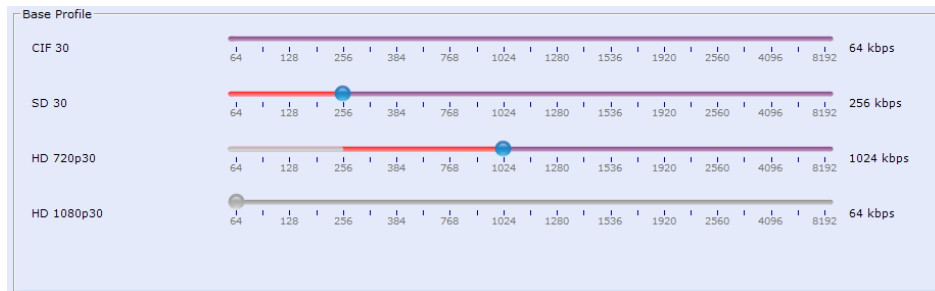 Base Profile
CIF 30
64 kbps
64 128 256 384 768 1024 1280 1536 1920 2560 4096 8192
SD 30
256 kbps
64 128 256 384 768 1024 1280 1536 1920 2560 4096 8192
HD 720p30
1024 kbps
64 128 256 384 768 1024 1280 1536 1920 2560 4096 8192
HD 1080p30
64 kbps
64 128 256 384 768 1024 1280 1536 1920 2560 4096 8192